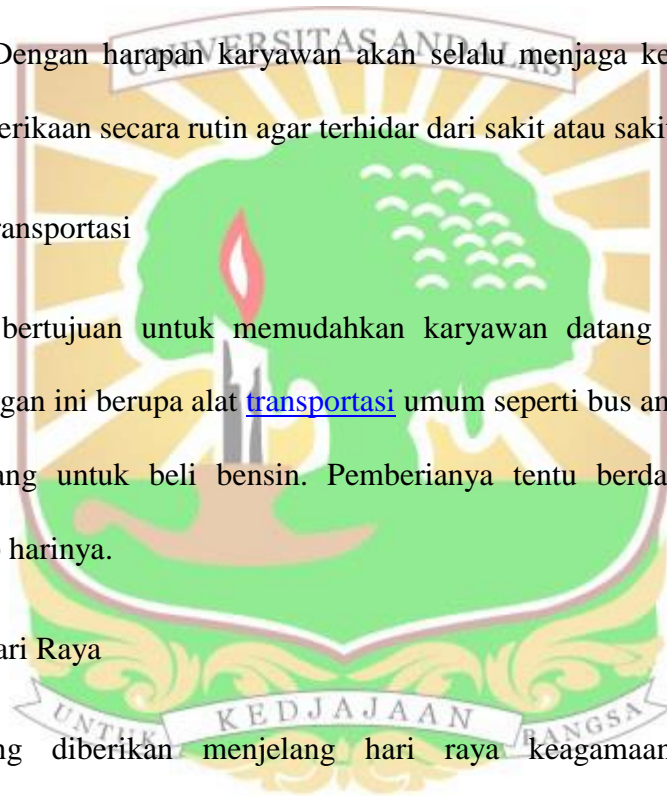 UNIVERSITAS ANDALAS
Dengan harapan karyawan akan selalu menjaga ke
erikaan secara rutin agar terhidar dari sakit atau saki
ransportasi
bertujuan untuk memudahkan karyawan datang
gan ini berupa alat transportasi umum seperti bus an
ang untuk beli bensin. Pemberianya tentu berda
harinya.
ari Raya
UNTUK KEDJAJAAN BANGSA
ng diberikan menjelang hari raya keagamaan